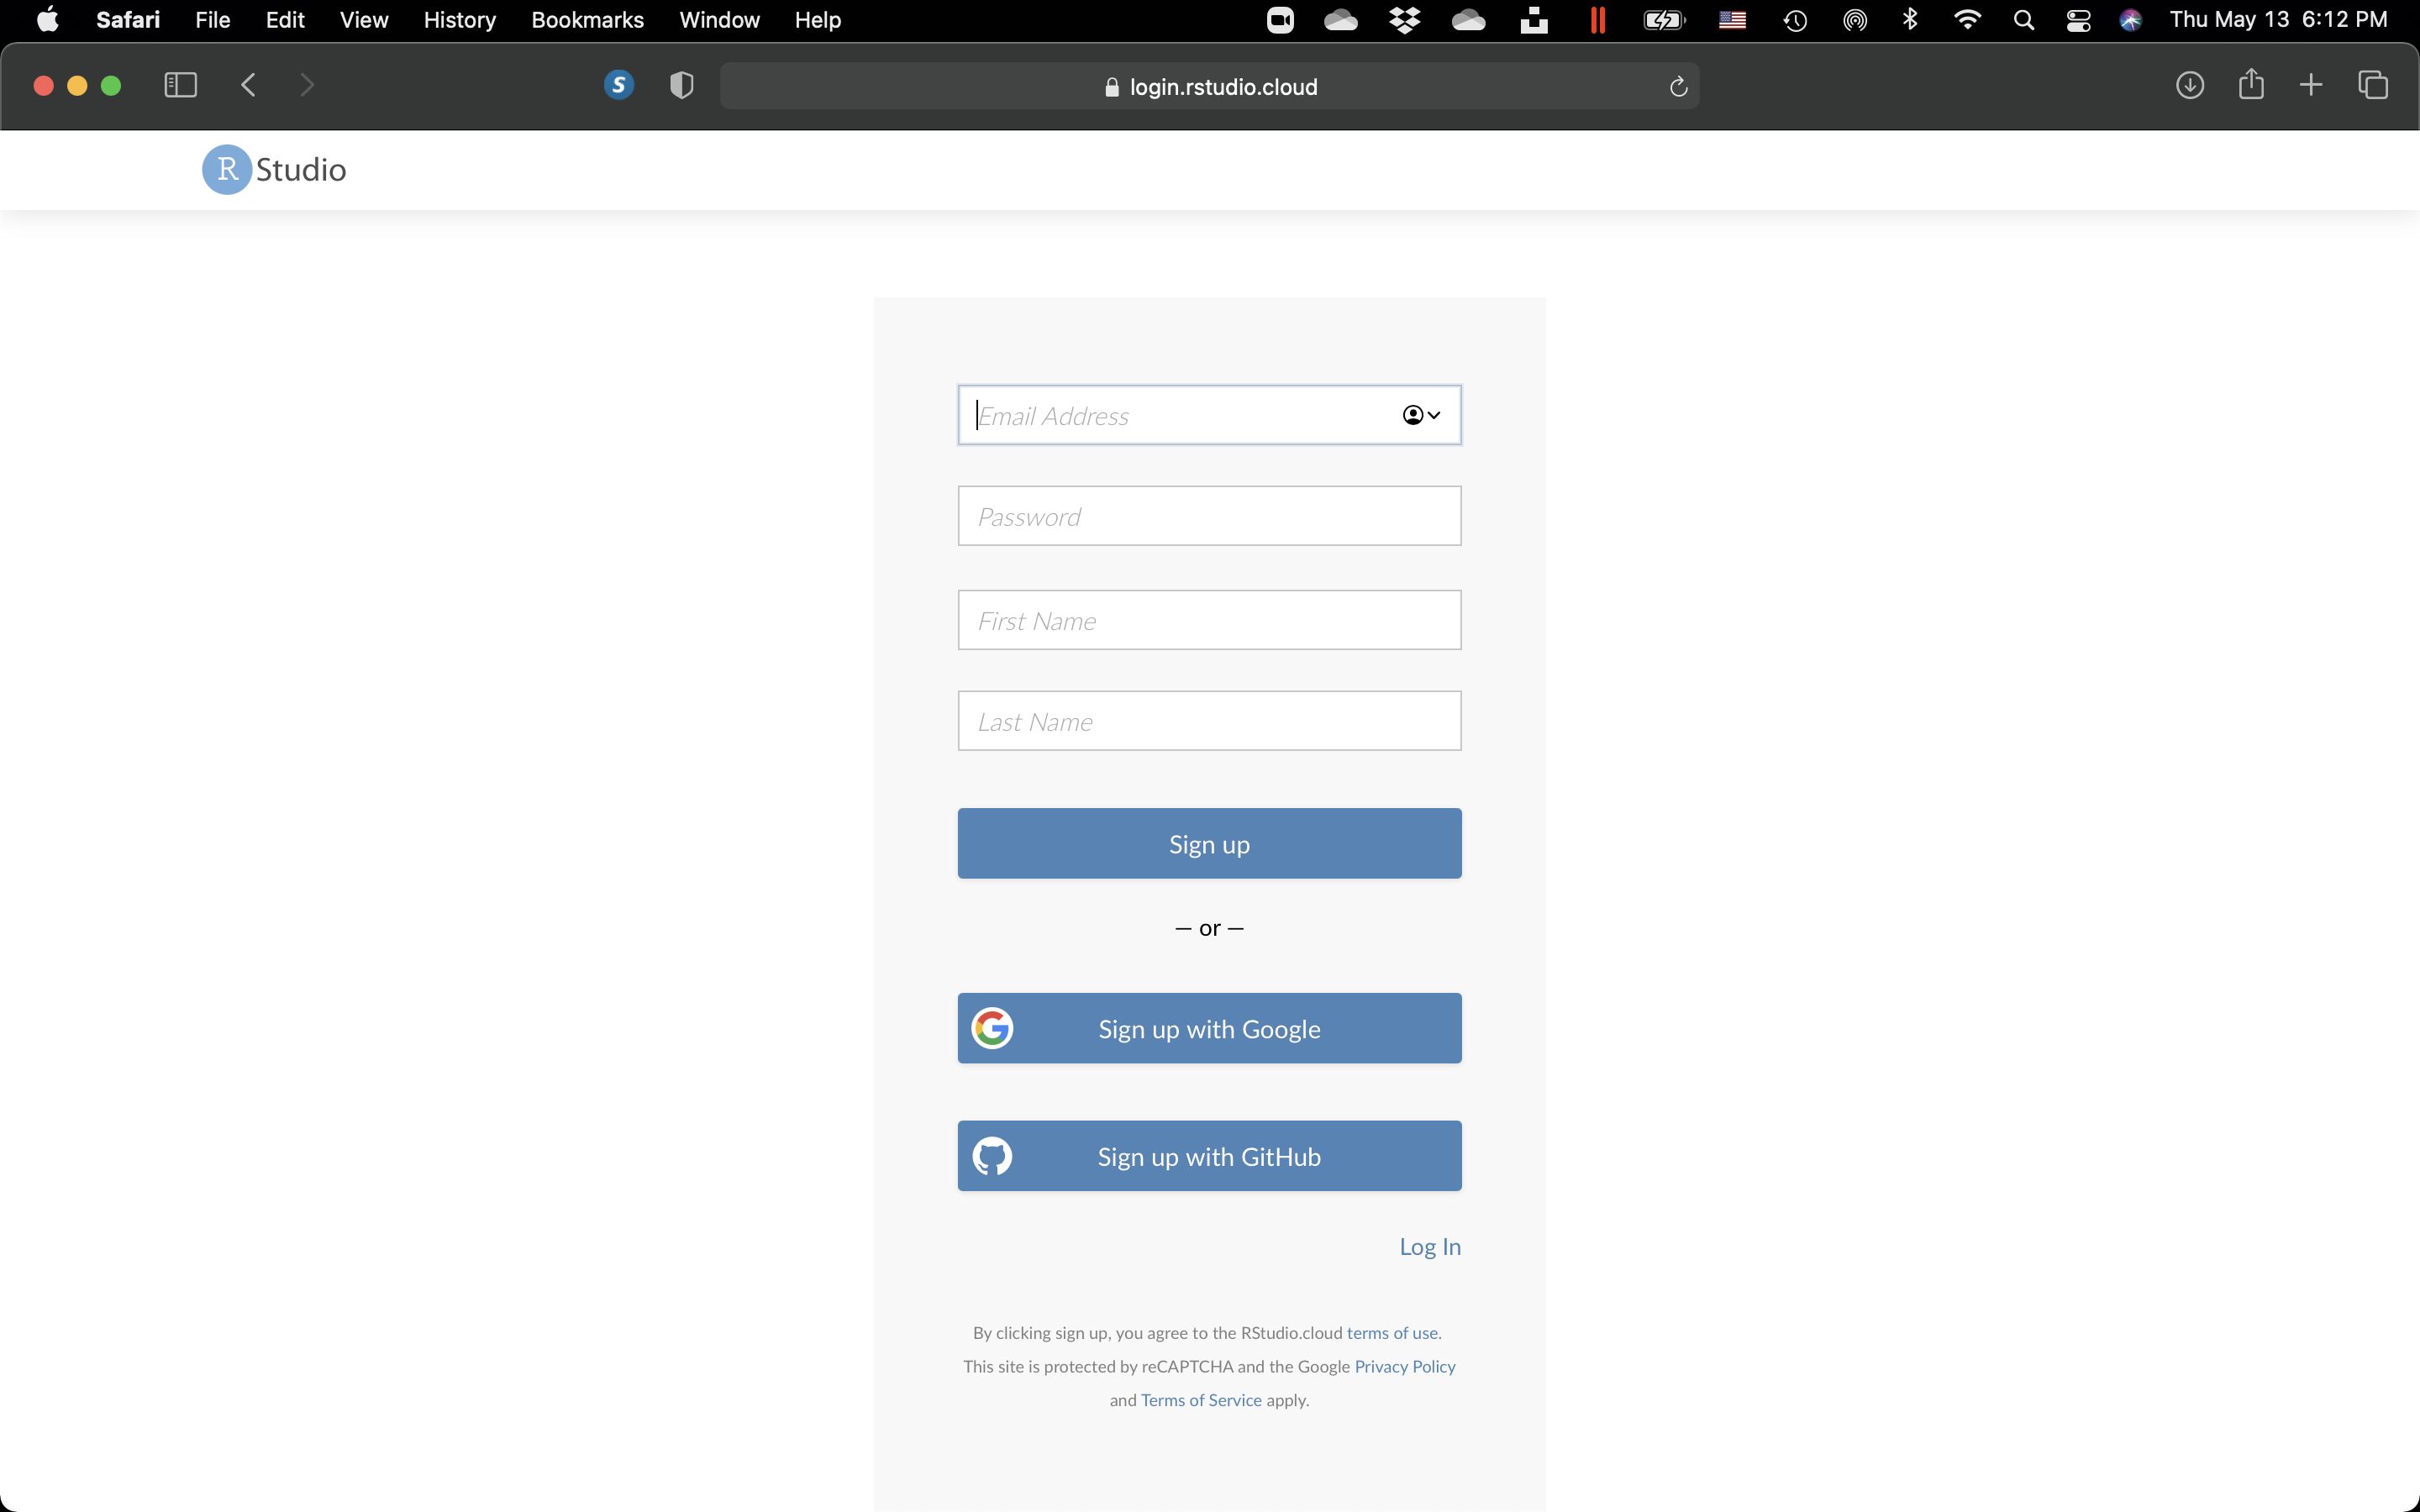 Safari File Edit View History Bookmarks Window Help Thu May 13 6:12 PM
S login.rstudio.cloud
R Studio
Email Address
Password
First Name
Last Name
Sign up
— or —
G Sign up with Google
Sign up with GitHub
Log In
By clicking sign up, you agree to the RStudio.cloud terms of use.
This site is protected by reCAPTCHA and the Google Privacy Policy
and Terms of Service apply.